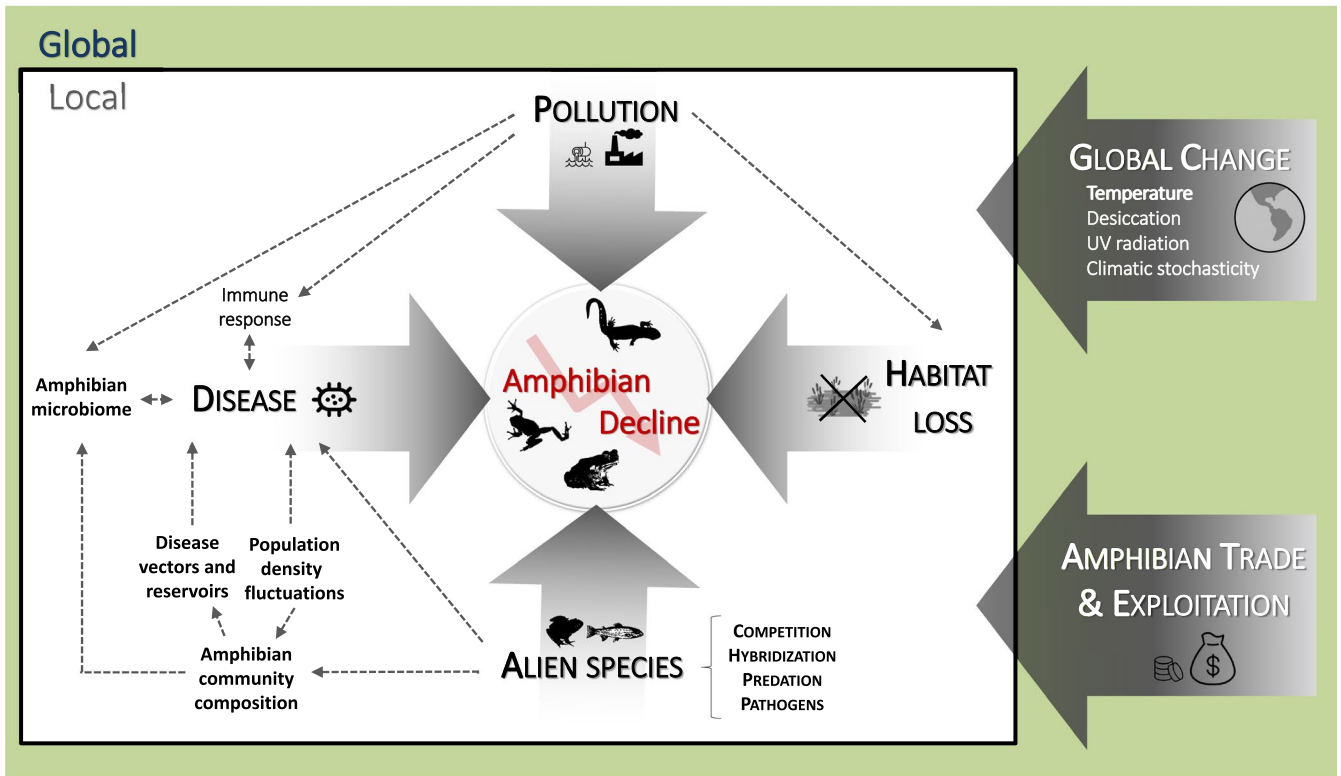 Global
Local
POLLUTION
GLOBAL CHANGE
Temperature
Desiccation
UV radiation
Climatic stochasticity
Immune
response
Amphibian
microbiome
DISEASE
Amphibian
Decline
HABITAT
LOSS
Disease
vectors and
reservoirs
Population
density
fluctuations
Amphibian
community
composition
ALIEN SPECIES
COMPETITION
HYBRIDIZATION
PREDATION
PATHOGENS
AMPHIBIAN TRADE
& EXPLOITATION
$